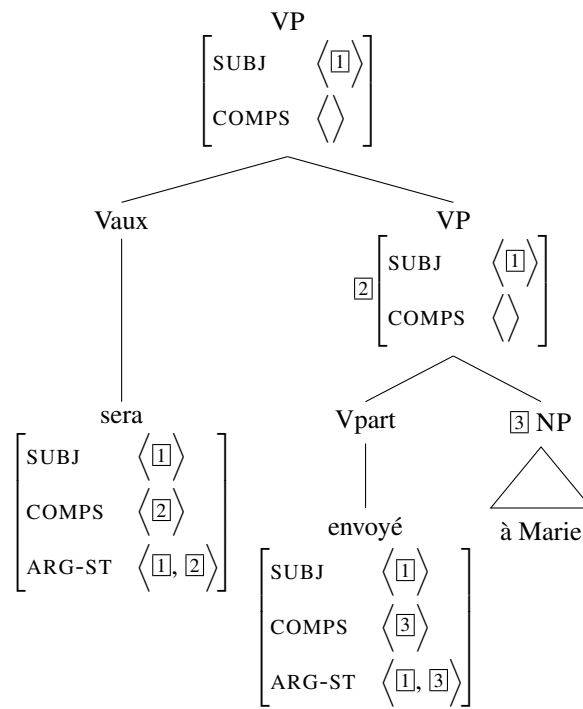 VP
SUBJ ⟨[1]⟩
COMPS ⟨⟩
Vaux VP
[2] SUBJ ⟨[1]⟩
COMPS ⟨⟩
sera Vpart [3] NP
SUBJ ⟨[1]⟩
COMPS ⟨[2]⟩
ARG-ST ⟨[1], [2]⟩
envoyé à Marie
SUBJ ⟨[1]⟩
COMPS ⟨[3]⟩
ARG-ST ⟨[1], [3]⟩